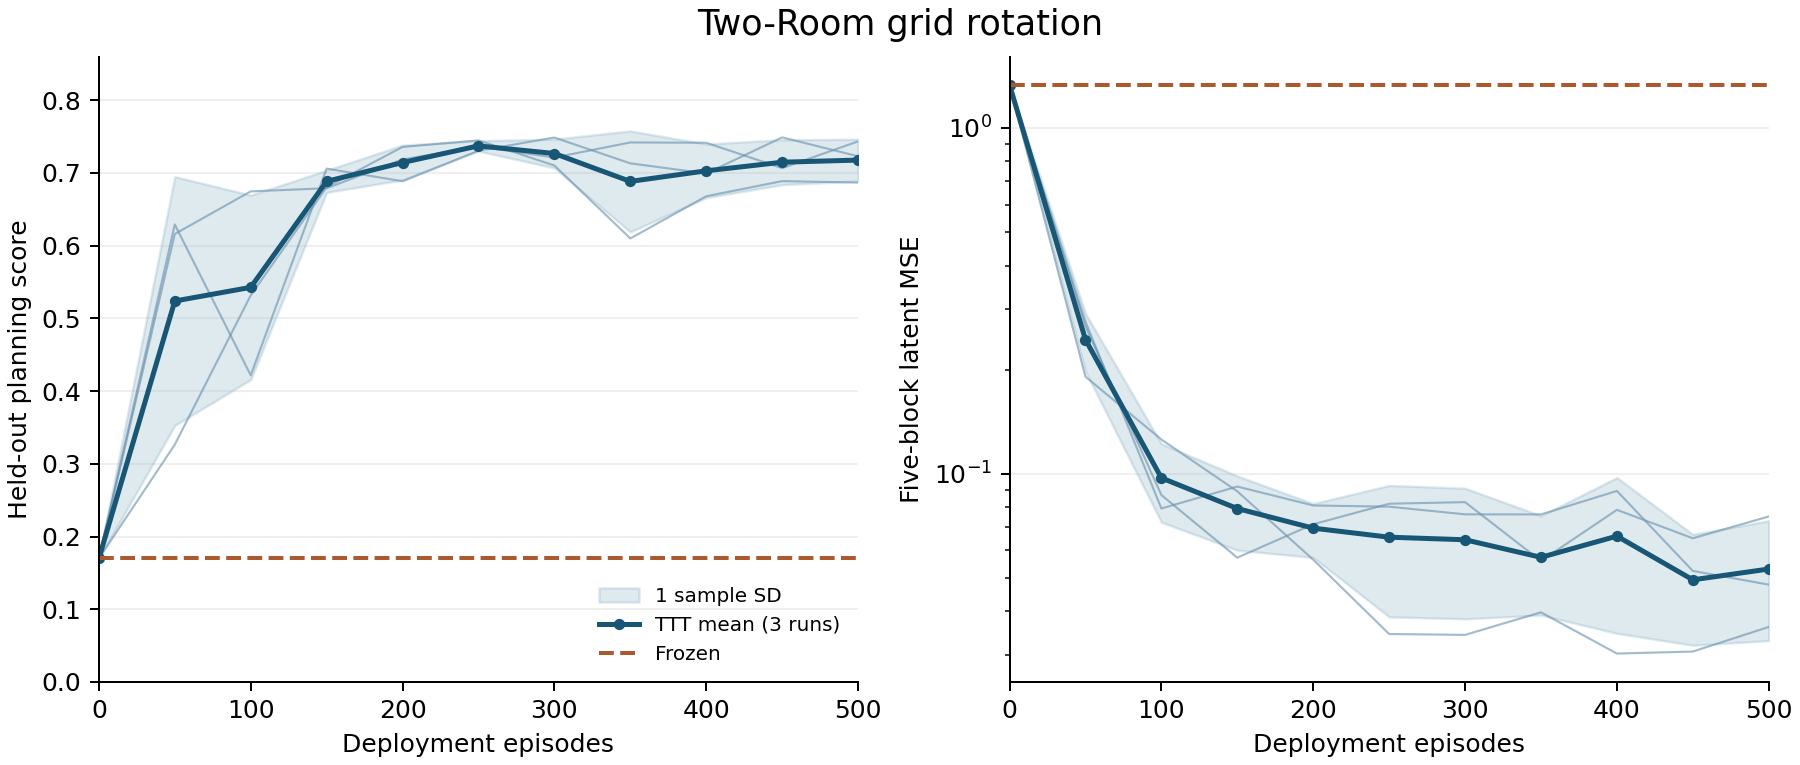 Two-Room grid rotation
Held-out planning score
0.8
0.7
0.6
0.5
0.4
0.3
0.2
0.1
0.0
1 sample SD
TTT mean (3 runs)
Frozen
0 100 200 300 400 500
Deployment episodes
Five-block latent MSE
10⁰
10⁻¹
0 100 200 300 400 500
Deployment episodes